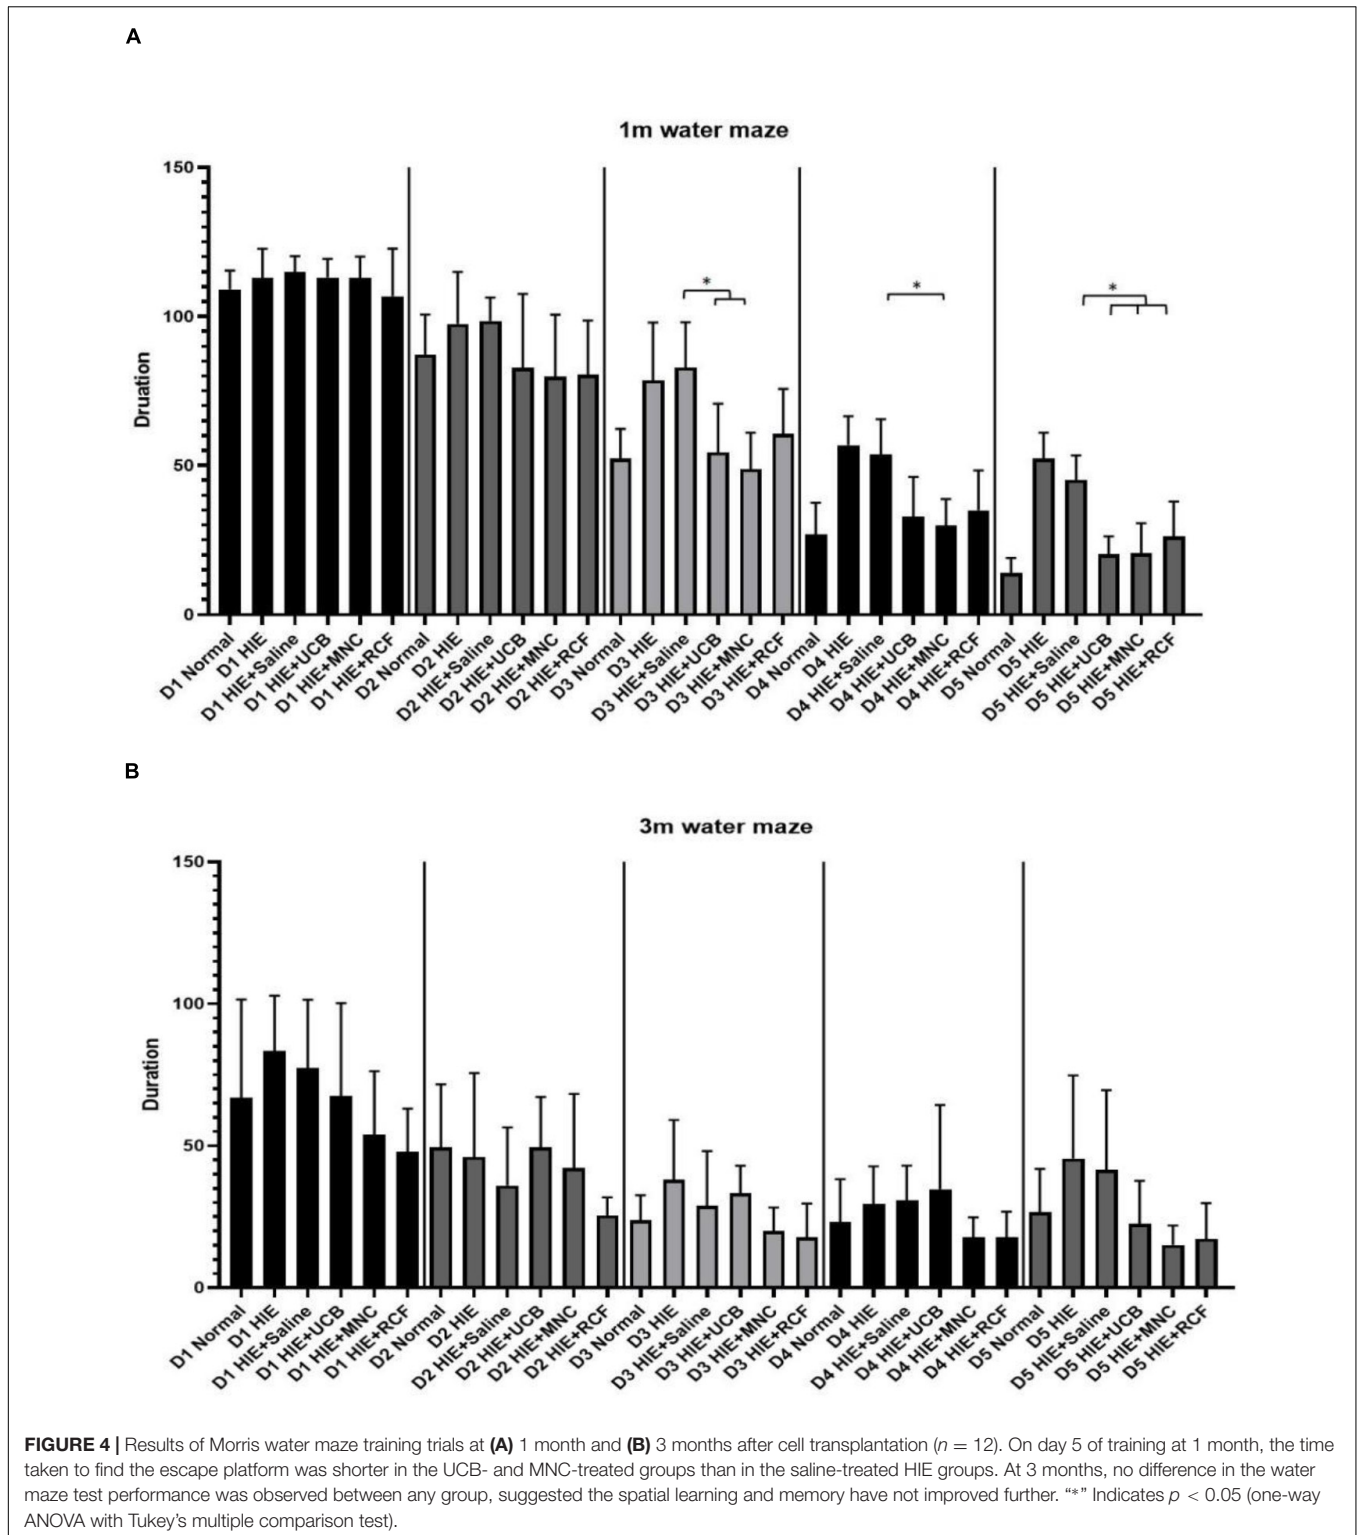 A
1m water maze
150
100
50
0
Druation
*
*
*
D1 Normal
D1 HIE
D1 HIE+Saline
D1 HIE+UCB
D1 HIE+MNC
D1 HIE+RCF
D2 Normal
D2 HIE
D2 HIE+Saline
D2 HIE+UCB
D2 HIE+MNC
D2 HIE+RCF
D3 Normal
D3 HIE
D3 HIE+Saline
D3 HIE+UCB
D3 HIE+MNC
D3 HIE+RCF
D4 Normal
D4 HIE
D4 HIE+Saline
D4 HIE+UCB
D4 HIE+MNC
D4 HIE+RCF
D5 Normal
D5 HIE
D5 HIE+Saline
D5 HIE+UCB
D5 HIE+MNC
D5 HIE+RCF
B
3m water maze
150
100
50
0
Duration
D1 Normal
D1 HIE
D1 HIE+Saline
D1 HIE+UCB
D1 HIE+MNC
D1 HIE+RCF
D2 Normal
D2 HIE
D2 HIE+Saline
D2 HIE+UCB
D2 HIE+MNC
D2 HIE+RCF
D3 Normal
D3 HIE
D3 HIE+Saline
D3 HIE+UCB
D3 HIE+MNC
D3 HIE+RCF
D4 Normal
D4 HIE
D4 HIE+Saline
D4 HIE+UCB
D4 HIE+MNC
D4 HIE+RCF
D5 Normal
D5 HIE
D5 HIE+Saline
D5 HIE+UCB
D5 HIE+MNC
D5 HIE+RCF
FIGURE 4 | Results of Morris water maze training trials at (A) 1 month and (B) 3 months after cell transplantation (n = 12). On day 5 of training at 1 month, the time
taken to find the escape platform was shorter in the UCB- and MNC-treated groups than in the saline-treated HIE groups. At 3 months, no difference in the water
maze test performance was observed between any group, suggested the spatial learning and memory have not improved further. “*” Indicates p < 0.05 (one-way
ANOVA with Tukey’s multiple comparison test).